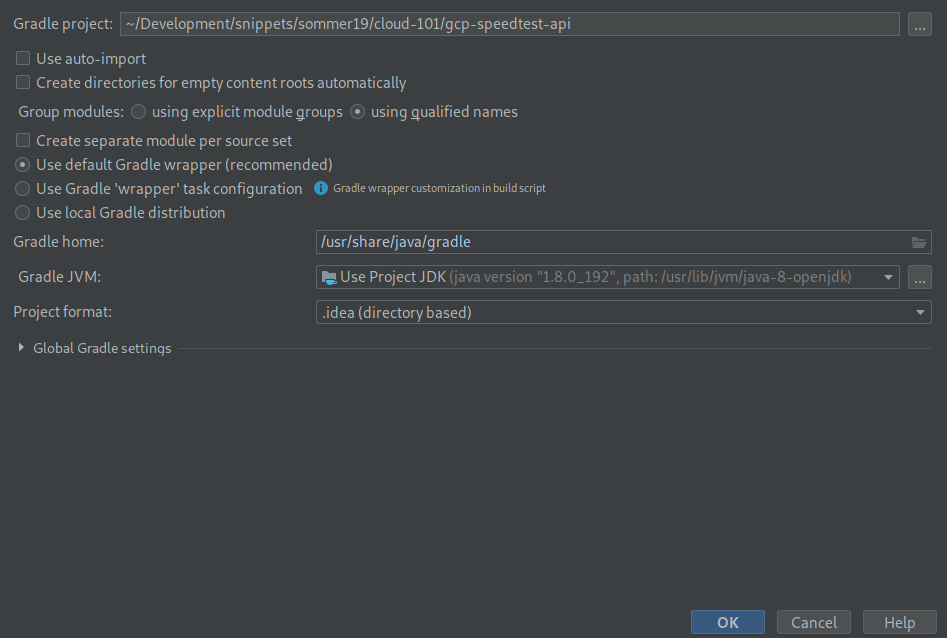 Gradle project: ~/Development/snippets/sommer19/cloud-101/gcp-speedtest-api ...
Use auto-import
Create directories for empty content roots automatically
Group modules: using explicit module groups using qualified names
Create separate module per source set
Use default Gradle wrapper (recommended)
Use Gradle 'wrapper' task configuration i Gradle wrapper customization in build script
Use local Gradle distribution
Gradle home: /usr/share/java/gradle
Gradle JVM: Use Project JDK (java version "1.8.0_192", path: /usr/lib/jvm/java-8-openjdk) ...
Project format: .idea (directory based)
Global Gradle settings
OK Cancel Help